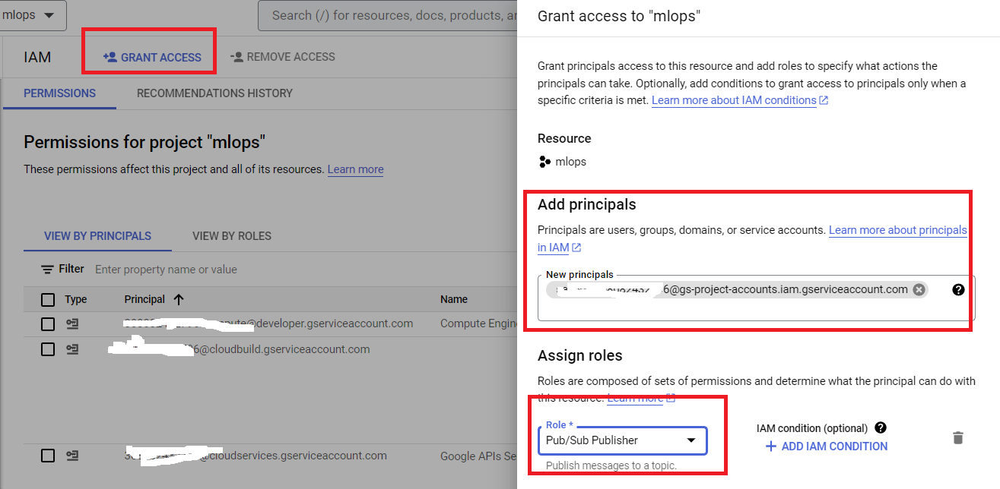 mlops
Search (/) for resources, docs, products, ar
IAM
GRANT ACCESS
REMOVE ACCESS
PERMISSIONS
RECOMMENDATIONS HISTORY
Permissions for project "mlops"
These permissions affect this project and all of its resources. Learn more
VIEW BY PRINCIPALS
VIEW BY ROLES
Filter Enter property name or value
Type Principal Name
@developer.gserviceaccount.com Compute Engine
6@cloudbuild.gserviceaccount.com
@cloudservices.gserviceaccount.com Google APIs Se
Grant access to "mlops"
Grant principals access to this resource and add roles to specify what actions the
principals can take. Optionally, add conditions to grant access to principals only when a
specific criteria is met. Learn more about IAM conditions
Resource
mlops
Add principals
Principals are users, groups, domains, or service accounts. Learn more about principals
in IAM
New principals
6@gs-project-accounts.iam.gserviceaccount.com
Assign roles
Roles are composed of sets of permissions and determine what the principal can do with
this resource. Learn more
Role *
Pub/Sub Publisher
Publish messages to a topic.
IAM condition (optional)
+ ADD IAM CONDITION